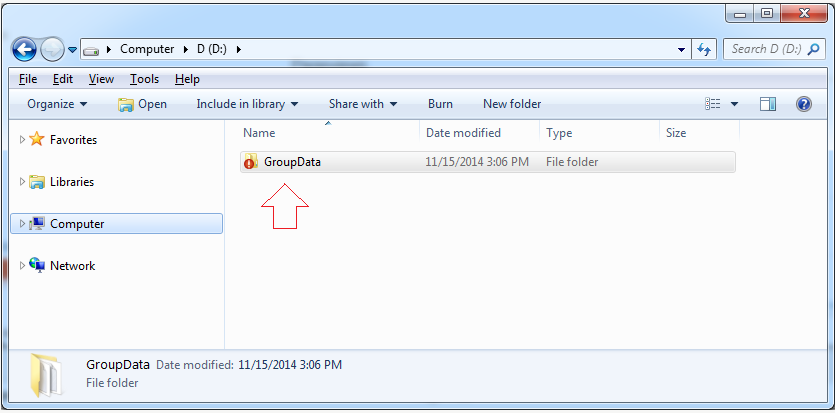 Computer D (D:) Search D (D:)
File Edit View Tools Help
Organize Open Include in library Share with Burn New folder
Name Date modified Type Size
Favorites
GroupData 11/15/2014 3:06 PM File folder
Libraries
Computer
Network
GroupData Date modified: 11/15/2014 3:06 PM
File folder